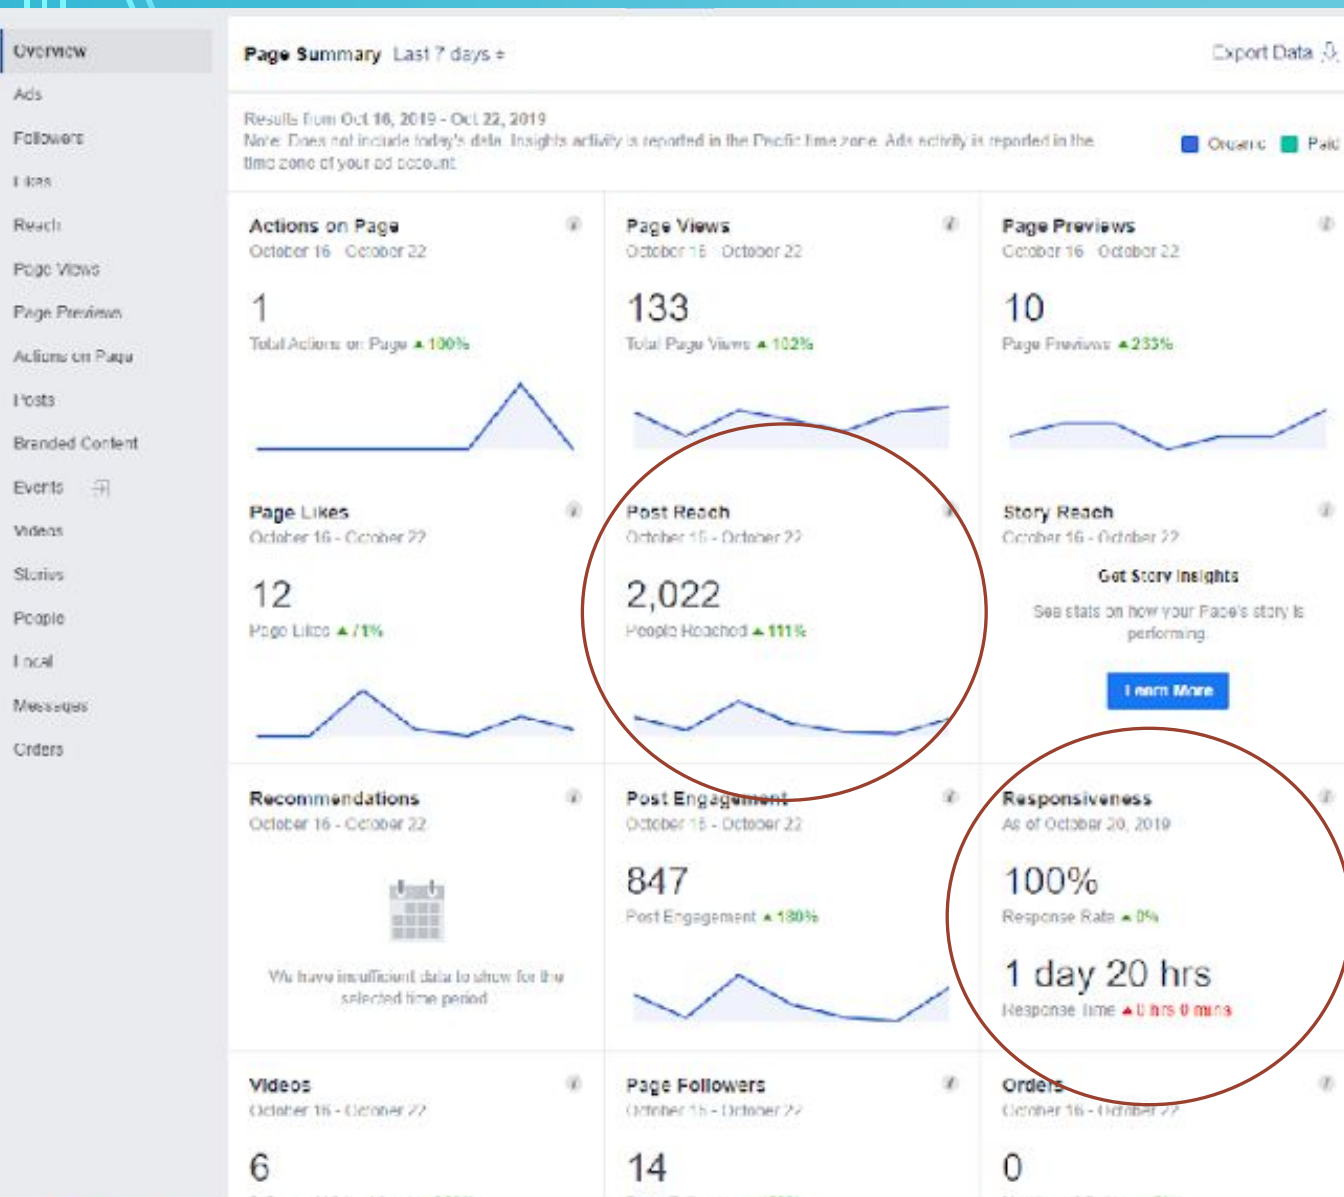 Overview
Ads
Followers
Likes
Reach
Page Views
Page Previews
Actions on Page
Posts
Branded Content
Events
Videos
Stories
People
Local
Messages
Orders
Page Summary Last 7 days
Export Data
Results from Oct 16, 2019 - Oct 22, 2019
Note: Does not include today's data. Insights activity is reported in the Pacific time zone. Ads activity is reported in the
time zone of your ad account.
Organic Paid
Actions on Page
October 16 - October 22
1
Total Actions on Page ▲ 100%
Page Views
October 16 - October 22
133
Total Page Views ▲ 102%
Page Previews
October 16 - October 22
10
Page Previews ▲ 233%
Page Likes
October 16 - October 22
12
Page Likes ▲ 71%
Post Reach
October 16 - October 22
2,022
People Reached ▲ 111%
Story Reach
October 16 - October 22
Get Story Insights
See stats on how your Page's story is
performing.
Learn More
Recommendations
October 16 - October 22
We have insufficient data to show for the
selected time period.
Post Engagement
October 16 - October 22
847
Post Engagement ▲ 180%
Responsiveness
As of October 20, 2019
100%
Response Rate ▲ 0%
1 day 20 hrs
Response Time ▲ 0 hrs 0 mins
Videos
October 16 - October 22
6
Page Followers
October 16 - October 22
14
Orders
October 16 - October 22
0